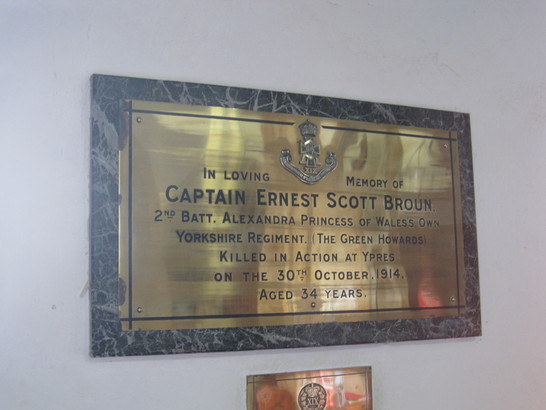 IN LOVING MEMORY OF
CAPTAIN ERNEST SCOTT BROUN.
2ND BATT. ALEXANDRA PRINCESS OF WALES'S OWN
YORKSHIRE REGIMENT. (THE GREEN HOWARDS)
KILLED IN ACTION AT YPRES
ON THE 30TH OCTOBER, 1914.
AGED 34 YEARS.
XIX